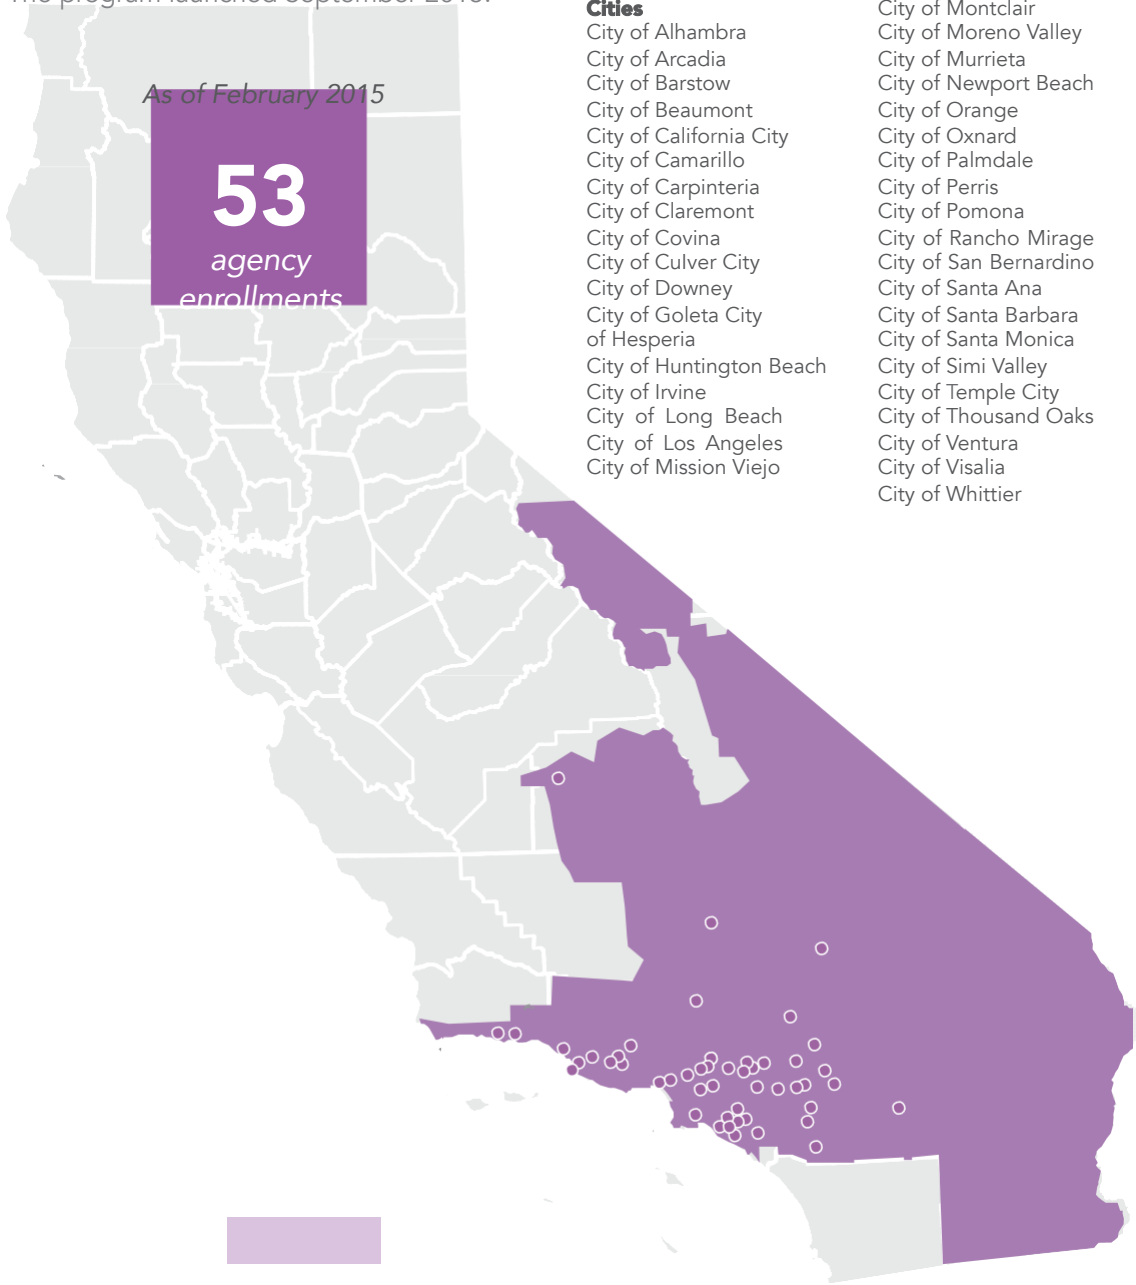 The program launched September 2013.
As of February 2015
53
agency
enrollments
Cities
City of Alhambra
City of Arcadia
City of Barstow
City of Beaumont
City of California City
City of Camarillo
City of Carpinteria
City of Claremont
City of Covina
City of Culver City
City of Downey
City of Goleta City
of Hesperia
City of Huntington Beach
City of Irvine
City of Long Beach
City of Los Angeles
City of Mission Viejo
City of Montclair
City of Moreno Valley
City of Murrieta
City of Newport Beach
City of Orange
City of Oxnard
City of Palmdale
City of Perris
City of Pomona
City of Rancho Mirage
City of San Bernardino
City of Santa Ana
City of Santa Barbara
City of Santa Monica
City of Simi Valley
City of Temple City
City of Thousand Oaks
City of Ventura
City of Visalia
City of Whittier